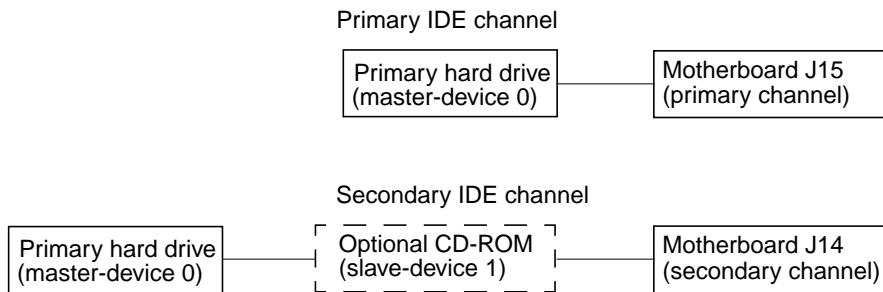 Primary IDE channel
Primary hard drive
(master-device 0)
Motherboard J15
(primary channel)
Secondary IDE channel
Primary hard drive
(master-device 0)
Optional CD-ROM
(slave-device 1)
Motherboard J14
(secondary channel)